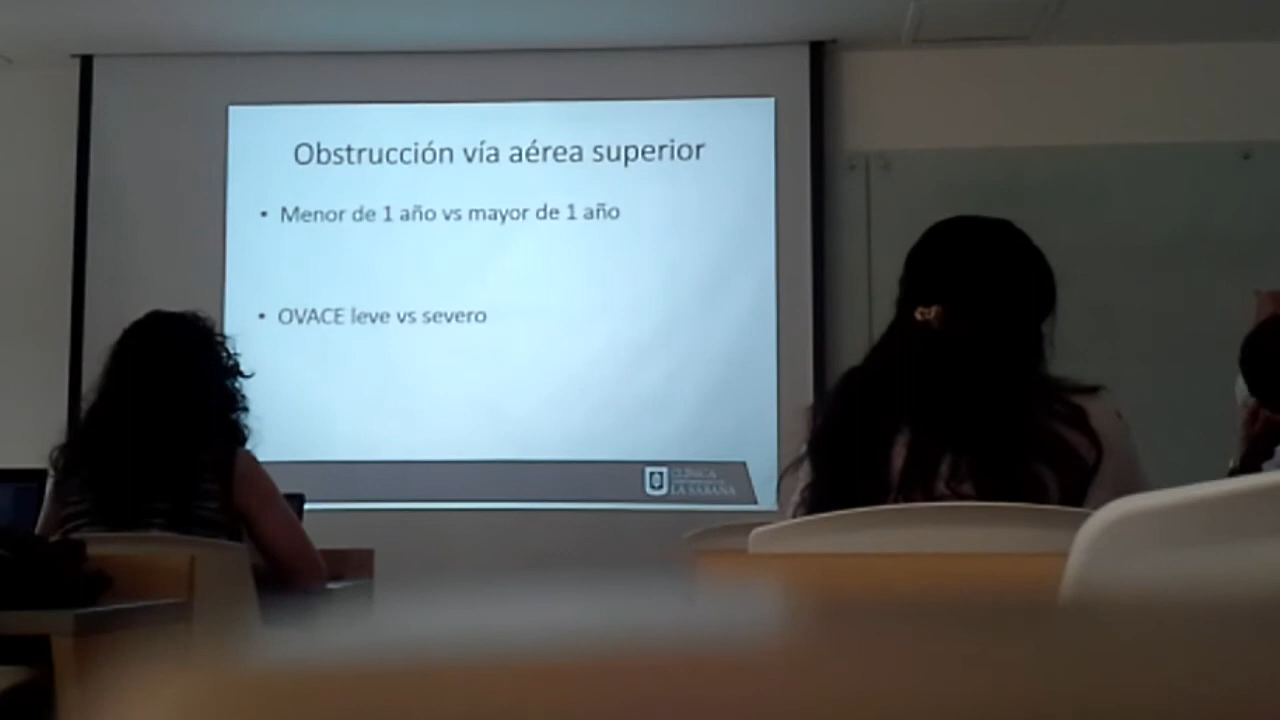 Obstrucción vía aérea superior
• Menor de 1 año vs mayor de 1 año
• OVACE leve vs severo
CLÍNICA
LA SABANA